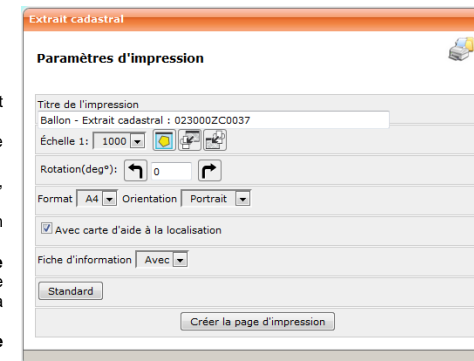 Extrait cadastral
Paramètres d'impression
Titre de l'impression
Ballon - Extrait cadastral : 023000ZC0037
Échelle 1: 1000
Rotation(deg°): 0
Format A4 Orientation Portrait
Avec carte d'aide à la localisation
Fiche d'information Avec
Standard
Créer la page d'impression